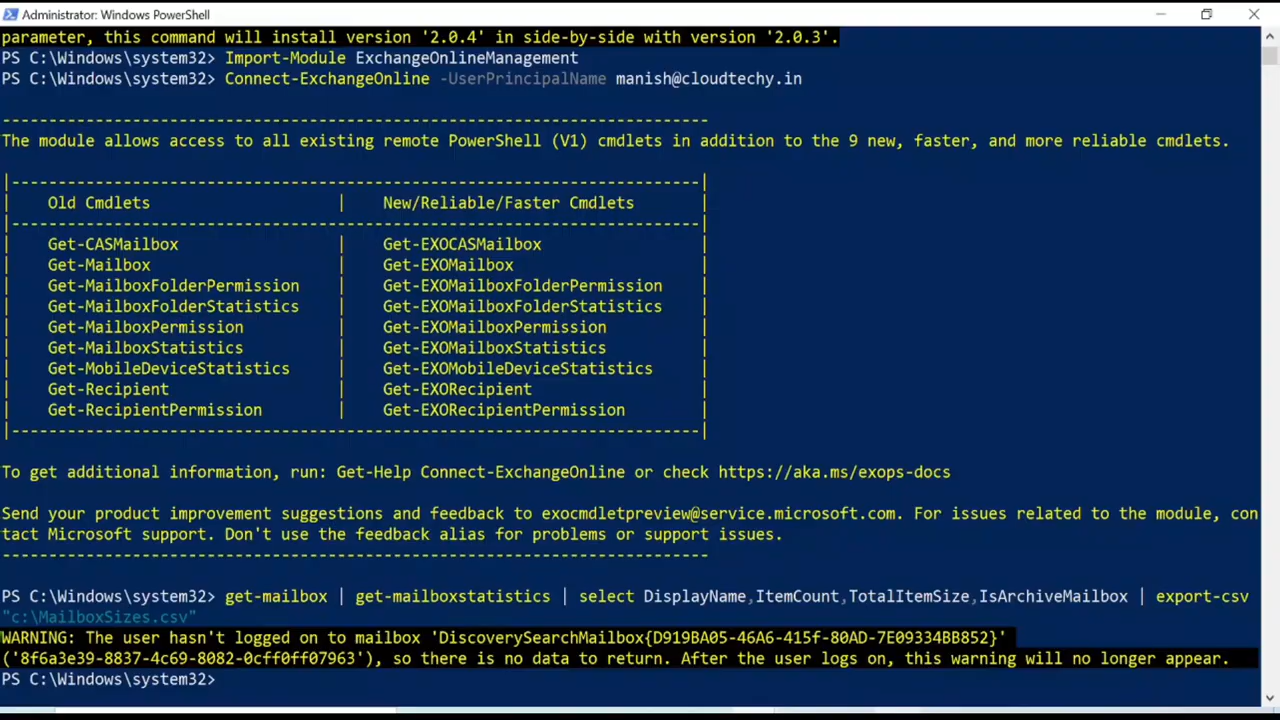 Administrator: Windows PowerShell
parameter, this command will install version '2.0.4' in side-by-side with version '2.0.3'.
PS C:\Windows\system32> Import-Module ExchangeOnlineManagement
PS C:\Windows\system32> Connect-ExchangeOnline -UserPrincipalName manish@cloudtechy.in
----------------------------------------------------------------------------
The module allows access to all existing remote PowerShell (V1) cmdlets in addition to the 9 new, faster, and more reliable cmdlets.
|--------------------------------------------------------------------------|
| Old Cmdlets | New/Reliable/Faster Cmdlets |
|--------------------------------------------------------------------------|
| Get-CASMailbox | Get-EXOCASMailbox |
| Get-Mailbox | Get-EXOMailbox |
| Get-MailboxFolderPermission | Get-EXOMailboxFolderPermission |
| Get-MailboxFolderStatistics | Get-EXOMailboxFolderStatistics |
| Get-MailboxPermission | Get-EXOMailboxPermission |
| Get-MailboxStatistics | Get-EXOMailboxStatistics |
| Get-MobileDeviceStatistics | Get-EXOMobileDeviceStatistics |
| Get-Recipient | Get-EXORecipient |
| Get-RecipientPermission | Get-EXORecipientPermission |
|--------------------------------------------------------------------------|
To get additional information, run: Get-Help Connect-ExchangeOnline or check https://aka.ms/exops-docs
Send your product improvement suggestions and feedback to exocmdletpreview@service.microsoft.com. For issues related to the module, con
tact Microsoft support. Don't use the feedback alias for problems or support issues.
----------------------------------------------------------------------------
PS C:\Windows\system32> get-mailbox | get-mailboxstatistics | select DisplayName,ItemCount,TotalItemSize,IsArchiveMailbox | export-csv
"c:\MailboxSizes.csv"
WARNING: The user hasn't logged on to mailbox 'DiscoverySearchMailbox{D919BA05-46A6-415f-80AD-7E09334BB852}'
('8f6a3e39-8837-4c69-8082-0cff0ff07963'), so there is no data to return. After the user logs on, this warning will no longer appear.
PS C:\Windows\system32>